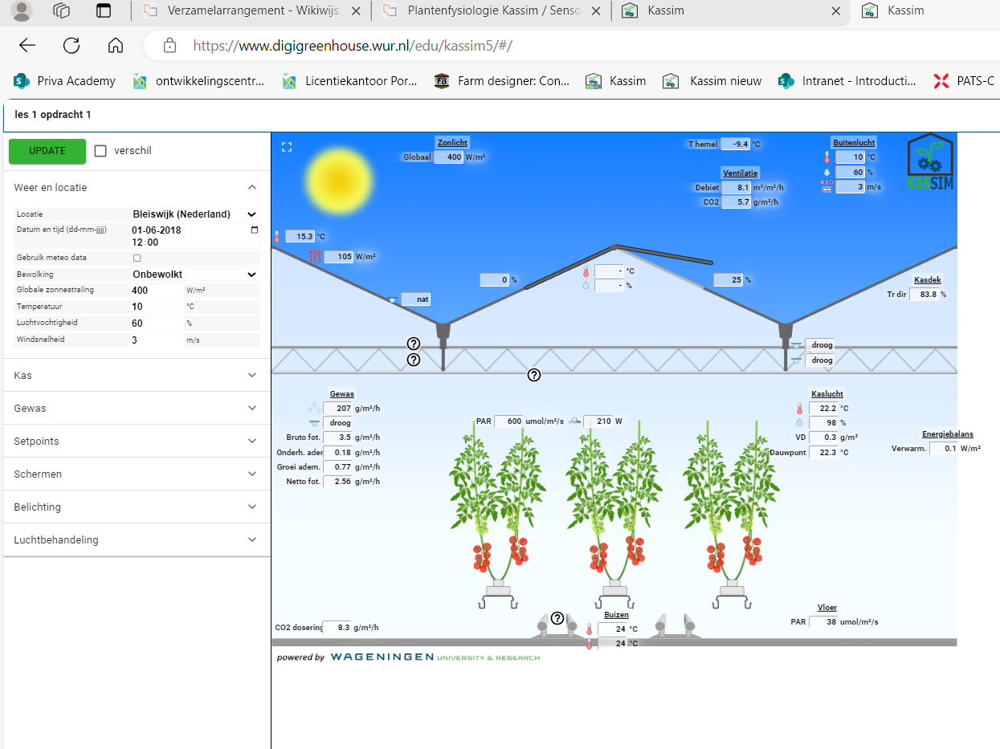 Verzamelarrangement - Wikiwijs
Plantenfysiologie Kassim / Senso
Kassim
Kassim
https://www.digigreenhouse.wur.nl/edu/kassim5/#/
Priva Academy
ontwikkelingscentr...
Licentiekantoor Por...
FB
Farm designer: Con...
KASSIM
Kassim
Kassim nieuw
S
Intranet - Introducti...
PATS-C
les 1 opdracht 1
UPDATE
verschil
Weer en locatie
Locatie Bleiswijk (Nederland)
Datum en tijd (dd-mm-jjjj) 01-06-2018
12:00
Gebruik meteo data
Bewolking Onbewolkt
Globale zonnestraling 400 W/m²
Temperatuur 10 °C
Luchtvochtigheid 60 %
Windsnelheid 3 m/s
Kas
Gewas
Setpoints
Schermen
Belichting
Luchtbehandeling
Zonlicht
Globaal 400 W/m²
T hemel -9.4 °C
Ventilatie
Debiet 8.1 m³/m²/h
CO2 5.7 g/m²/h
Buitenlucht
10 °C
60 %
3 m/s
KASSIM
15.3 °C
105 W/m²
0 %
- °C
- %
25 %
nat
Kasdek
Tr dir 83.8 %
?
?
?
droog
droog
Gewas
207 g/m²/h
droog
Bruto fot. 3.5 g/m²/h
Onderh. adem 0.18 g/m²/h
Groei adem. 0.77 g/m²/h
Netto fot. 2.56 g/m²/h
PAR 600 umol/m²/s 210 W
Kaslucht
22.2 °C
98 %
VD 0.3 g/m³
Dauwpunt 22.3 °C
Energiebalans
Verwarm. 0.1 W/m²
CO2 dosering 8.3 g/m²/h
?
Buizen
24 °C
24 °C
Vloer
PAR 38 umol/m²/s
powered by WAGENINGEN UNIVERSITY & RESEARCH